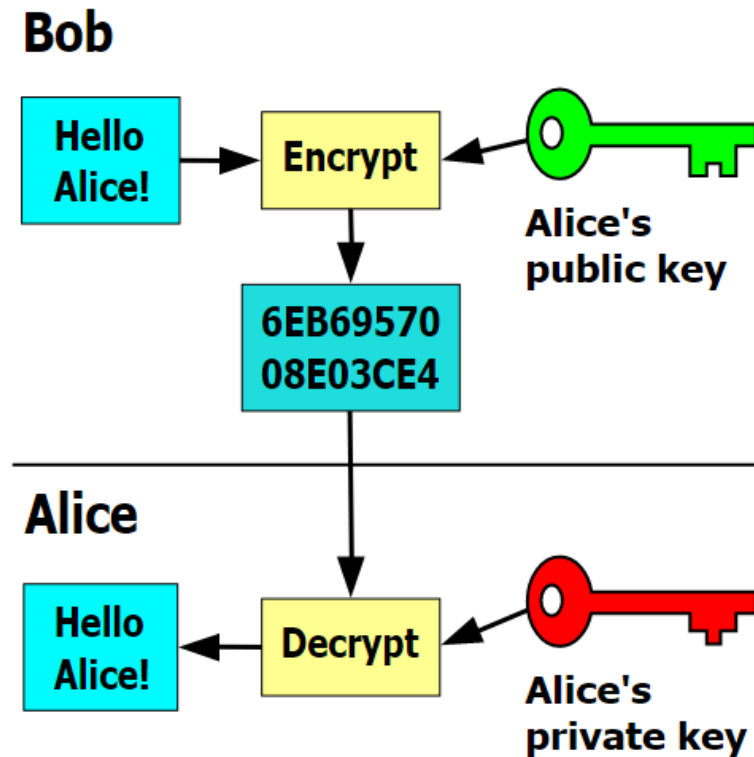 Bob
Hello
Alice!
Encrypt
Alice's
public key
6EB69570
08E03CE4
Alice
Hello
Alice!
Decrypt
Alice's
private key